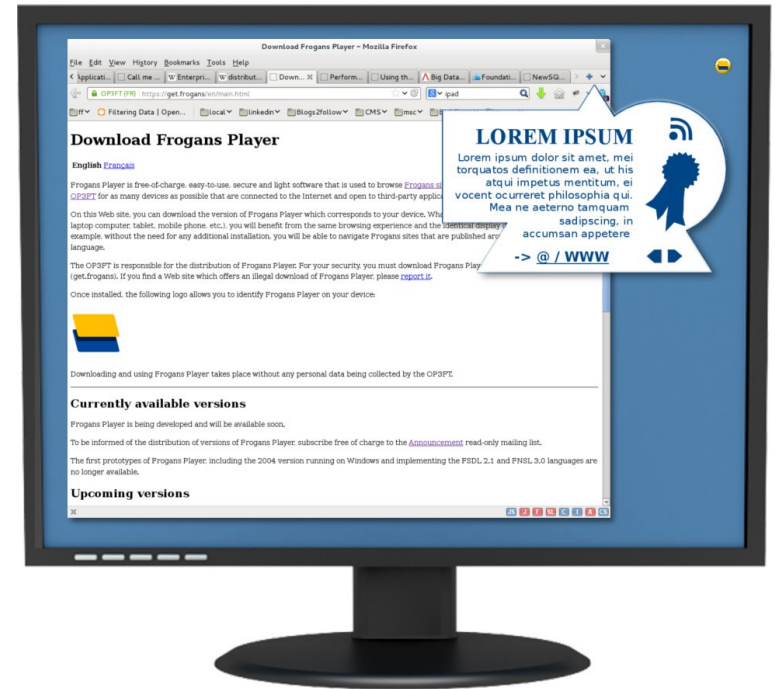 Download Frogans Player - Mozilla Firefox
File Edit View History Bookmarks Tools Help
Applicati... Call me ... Enterpri... distribut... Down... Perform... Using th... Big Data... Foundati... NewSQ...
OP3FT (FR) https://get.frogans/en/main.html ipad
ff Filtering Data | Open... local linkedin Blogs2follow CMS msc
Download Frogans Player
English Français
Frogans Player is free-of-charge, easy-to-use, secure and light software that is used to browse Frogans
OP3FT for as many devices as possible that are connected to the Internet and open to third-party
On this Web site, you can download the version of Frogans Player which corresponds to your device.
laptop computer, tablet, mobile phone, etc.), you will benefit from the same browsing experience and the identical display
example, without the need for any additional installation, you will be able to navigate Frogans sites that are published
language.
The OP3FT is responsible for the distribution of Frogans Player. For your security, you must download Frogans
(get.frogans). If you find a Web site which offers an illegal download of Frogans Player, please report it.
Once installed, the following logo allows you to identify Frogans Player on your device:
Downloading and using Frogans Player takes place without any personal data being collected by the OP3FT.
Currently available versions
Frogans Player is being developed and will be available soon.
To be informed of the distribution of versions of Frogans Player, subscribe free of charge to the Announcement read-only mailing list.
The first prototypes of Frogans Player, including the 2004 version running on Windows and implementing the FSDL 2.1 and FNSL 3.0 languages are
no longer available.
Upcoming versions
JS J F SL C I A CS
LOREM IPSUM
Lorem ipsum dolor sit amet, mei
torquatos definitionem ea, ut his
atqui impetus mentitum, ei
vocent ocurreret philosophia qui.
Mea ne aeterno tamquam
sadipscing, in
accumsan appetere
-> @ / WWW